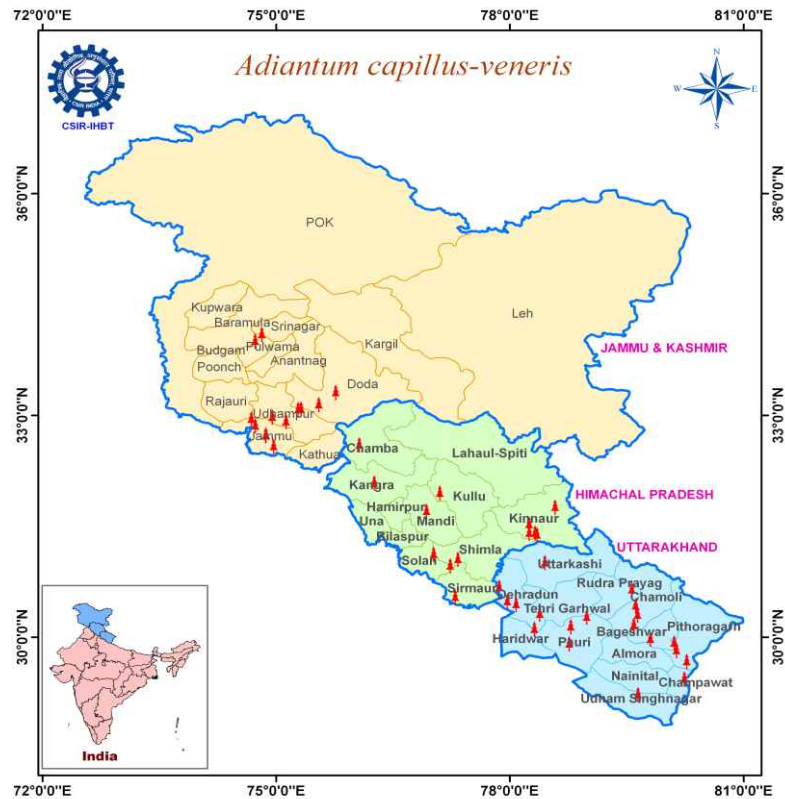 72°0'0"E 75°0'0"E 78°0'0"E 81°0'0"E
Adiantum capillus-veneris
N
W E
S
CSIR-IHBT
36°0'0"N 36°0'0"N
POK
Kupwara
Baramula
Srinagar
Leh
Kargil
JAMMU & KASHMIR
Budgam
Pulwama
Poonch
Anantnag
Doda
Rajauri
33°0'0"N 33°0'0"N
Udhampur
Jammu
Kathua
Chamba
Lahaul-Spiti
Kangra
Kullu
HIMACHAL PRADESH
Hamirpur
Una
Mandi
Kinnaur
Bilaspur
UTTARAKHAND
Shimla
Solan
Uttarkashi
Sirmaur
Rudra Prayag
Dehradun
Chamoli
Tehri Garhwal
Haridwar
Bageshwar
Pithoragarh
30°0'0"N 30°0'0"N
Pauri
Almora
Nainital
Champawat
Udham Singhnagar
India
72°0'0"E 75°0'0"E 78°0'0"E 81°0'0"E